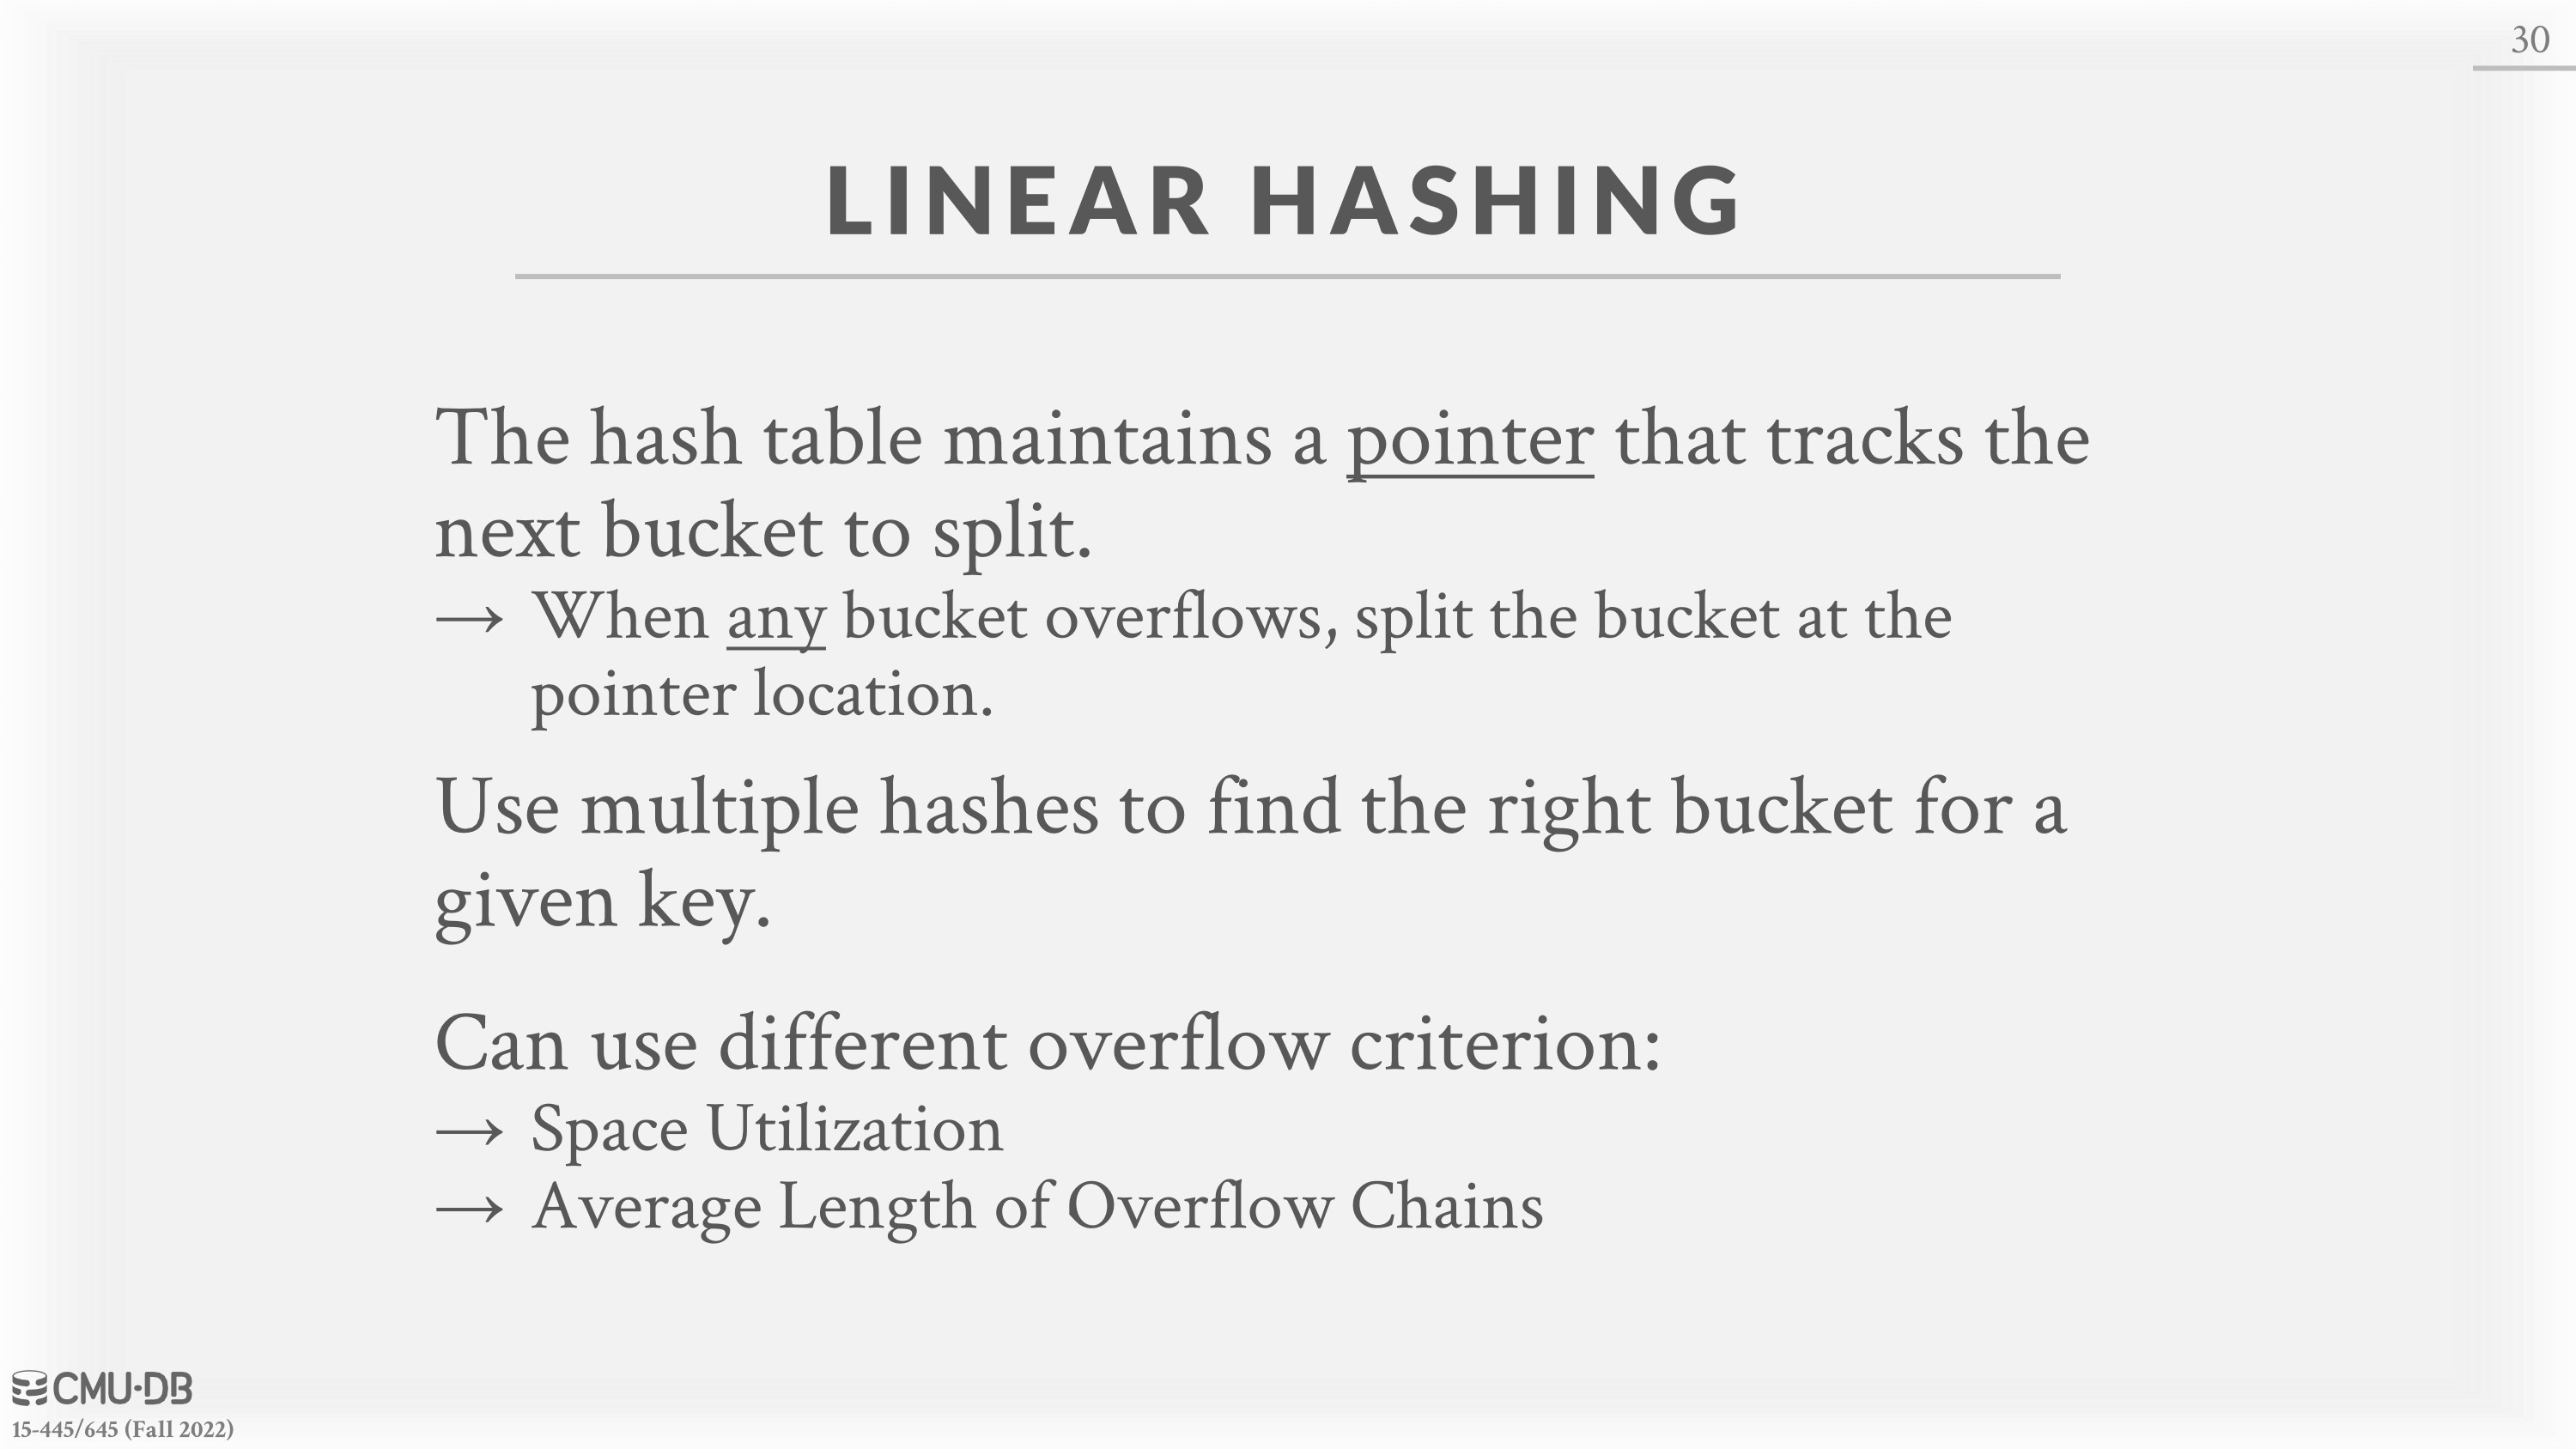 30
LINEAR HASHING
The hash table maintains a pointer that tracks the
next bucket to split.
→ When any bucket overflows, split the bucket at the
pointer location.
Use multiple hashes to find the right bucket for a
given key.
Can use different overflow criterion:
→ Space Utilization
→ Average Length of Overflow Chains
CMU·DB
15-445/645 (Fall 2022)